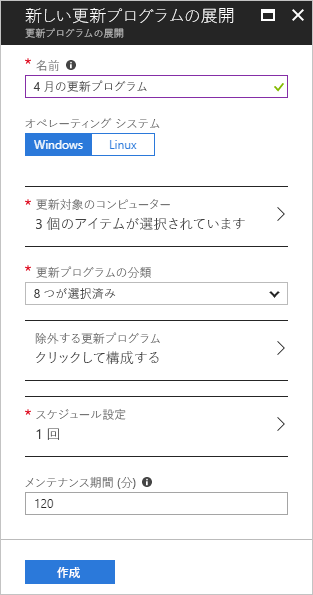 新しい更新プログラムの展開
更新プログラムの展開
* 名前
4 月の更新プログラム
オペレーティング システム
Windows Linux
* 更新対象のコンピューター
3 個のアイテムが選択されています
* 更新プログラムの分類
8 つが選択済み
除外する更新プログラム
クリックして構成する
* スケジュール設定
1 回
メンテナンス期間 (分)
120
作成